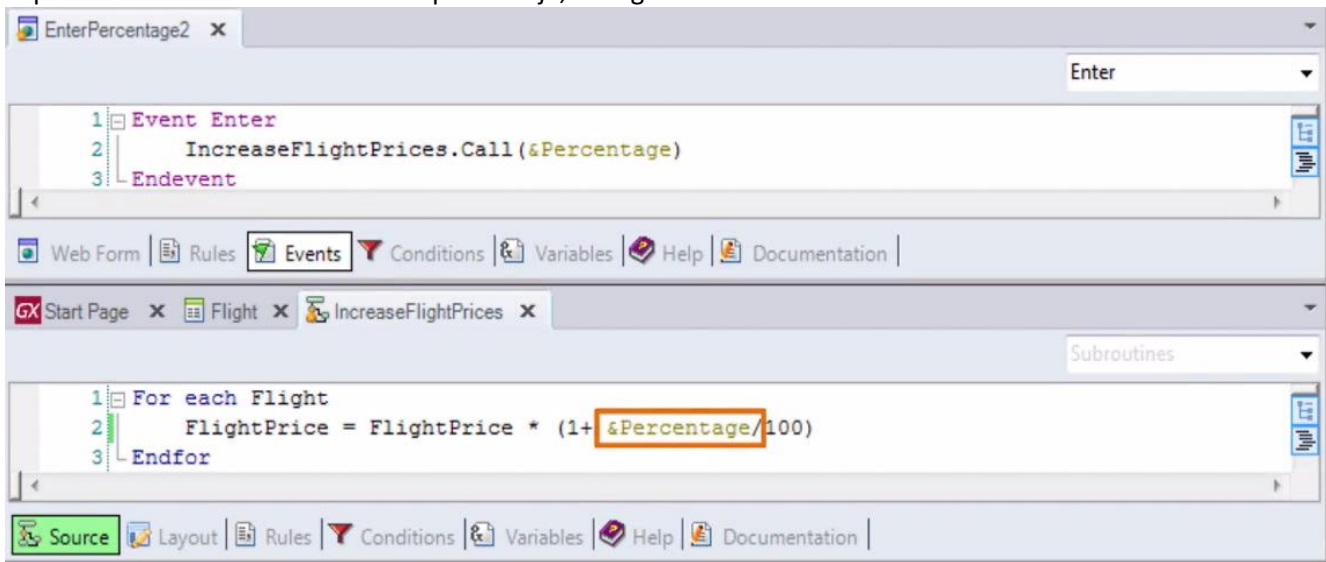 EnterPercentage2
Enter
1 Event Enter
2 IncreaseFlightPrices.Call(&Percentage)
3 Endevent
Web Form Rules Events Conditions Variables Help Documentation
GX Start Page Flight IncreaseFlightPrices
Subroutines
1 For each Flight
2 FlightPrice = FlightPrice * (1+ &Percentage/100)
3 Endfor
Source Layout Rules Conditions Variables Help Documentation